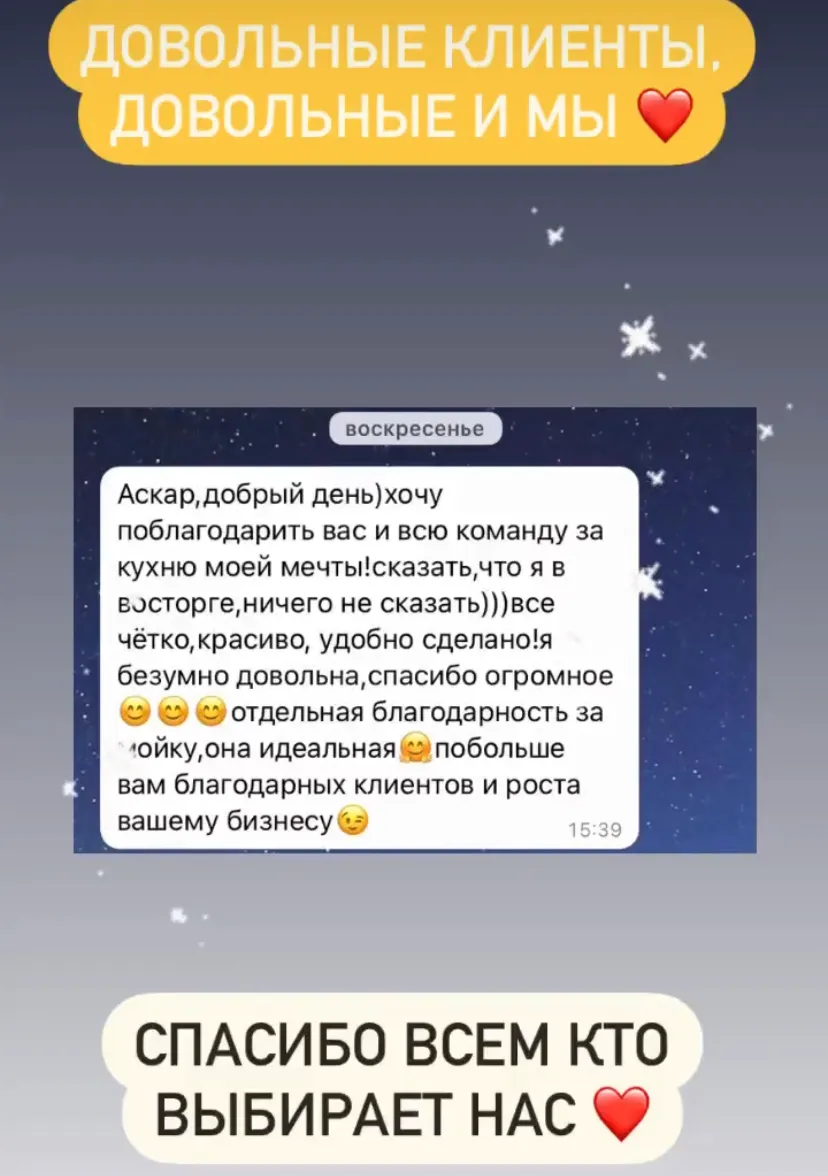 ДОВОЛЬНЫЕ КЛИЕНТЫ,
ДОВОЛЬНЫЕ И МЫ ❤️
воскресенье
Аскар,добрый день)хочу
поблагодарить вас и всю команду за
кухню моей мечты!сказать,что я в
восторге,ничего не сказать)))все
чётко,красиво, удобно сделано!я
безумно довольна,спасибо огромное
😊😊😊отдельная благодарность за
мойку,она идеальная🤗побольше
вам благодарных клиентов и роста
вашему бизнесу😉
15:39
СПАСИБО ВСЕМ КТО
ВЫБИРАЕТ НАС ❤️